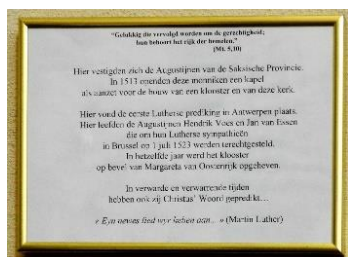 "Gelukkig die vervolgd worden om de gerechtigheid;
hun behoort het rijk der hemelen."
(Mt. 5,10)
Hier vestigden zich de Augustijnen van de Saksische Provincie.
In 1513 openden deze monniken een kapel
als aanzet voor de bouw van een klooster en van deze kerk.
Hier vond de eerste Lutherse prediking in Antwerpen plaats.
Hier leefden de Augustijnen Hendrik Voes en Jan van Essen
die om hun Lutherse sympathieën
in Brussel op 1 juli 1523 werden terechtgesteld.
In hetzelfde jaar werd het klooster
op bevel van Margareta van Oostenrijk opgeheven.
In verwarde en verwarrende tijden
hebben ook zij Christus' Woord gepredikt…
« Eyn newes lied wyr heben aan... » (Martin Luther)